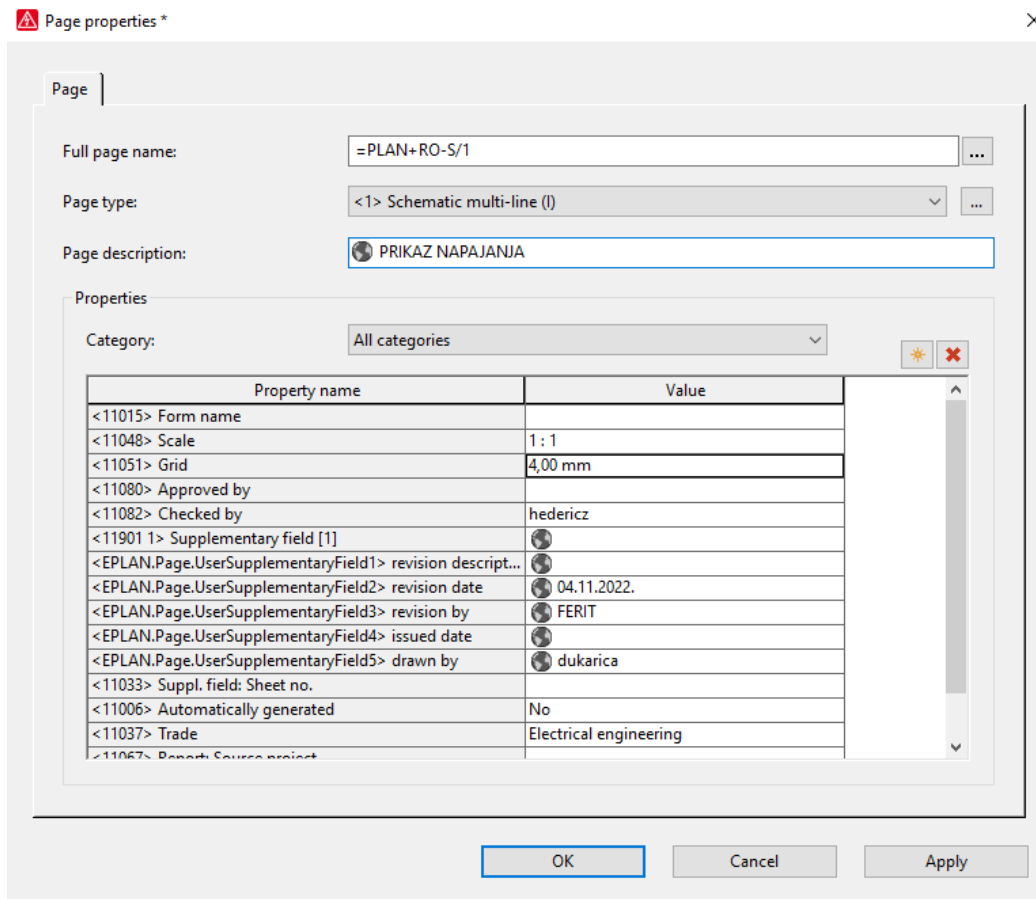 Page properties *
Page
Full page name: =PLAN+RO-S/1 ...
Page type: <1> Schematic multi-line (I) ...
Page description: PRIKAZ NAPAJANJA
Properties
Category: All categories
Property name Value
<11015> Form name
<11048> Scale 1 : 1
<11051> Grid 4,00 mm
<11080> Approved by
<11082> Checked by hedericz
<11901 1> Supplementary field [1]
<EPLAN.Page.UserSupplementaryField1> revision descript...
<EPLAN.Page.UserSupplementaryField2> revision date 04.11.2022.
<EPLAN.Page.UserSupplementaryField3> revision by FERIT
<EPLAN.Page.UserSupplementaryField4> issued date
<EPLAN.Page.UserSupplementaryField5> drawn by dukarica
<11033> Suppl. field: Sheet no.
<11006> Automatically generated No
<11037> Trade Electrical engineering
<11067> Report: Source project
OK Cancel Apply